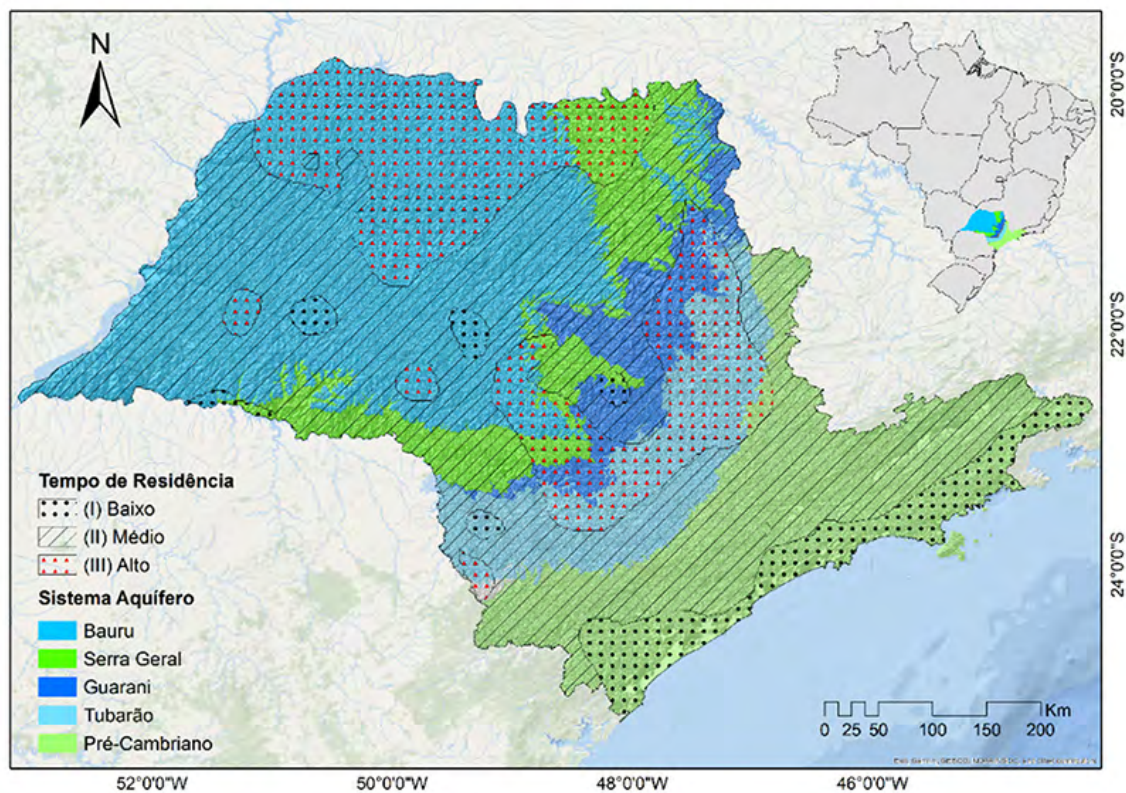 N
20°0'0"S
22°0'0"S
24°0'0"S
Tempo de Residência
(I) Baixo
(II) Médio
(III) Alto
Sistema Aquífero
Bauru
Serra Geral
Guarani
Tubarão
Pré-Cambriano
0 25 50 100 150 200 Km
52°0'0"W 50°0'0"W 48°0'0"W 46°0'0"W